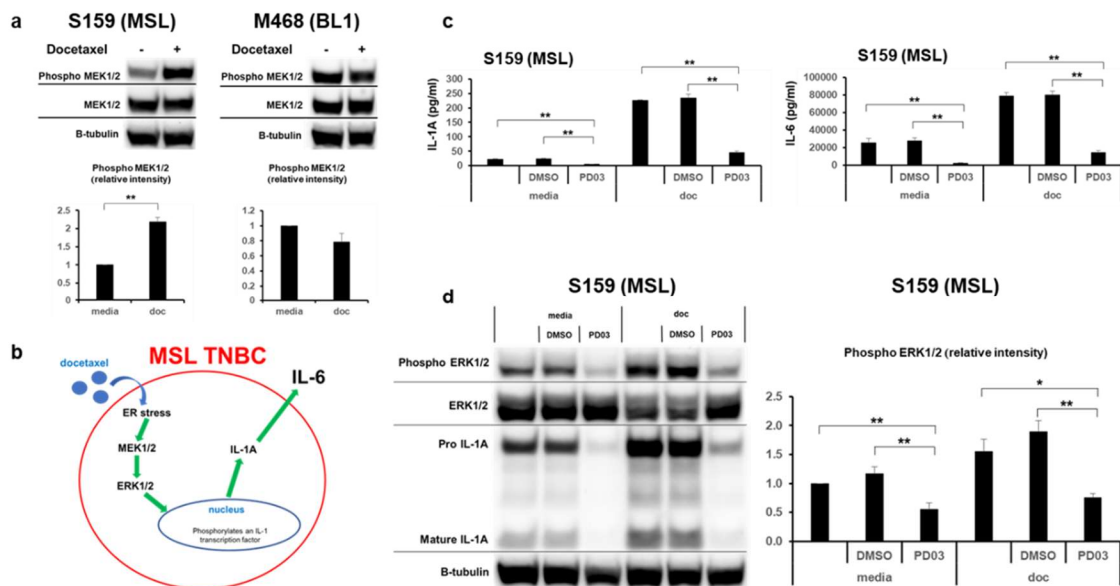 a
S159 (MSL)
M468 (BL1)
Docetaxel - +
Docetaxel - +
Phospho MEK1/2
Phospho MEK1/2
MEK1/2
MEK1/2
B-tubulin
B-tubulin
Phospho MEK1/2
(relative intensity)
Phospho MEK1/2
(relative intensity)
**
2.5
2
1.5
1
0.5
0
media doc
1.2
1
0.8
0.6
0.4
0.2
0
media doc
b
MSL TNBC
docetaxel
IL-6
ER stress
MEK1/2
IL-1A
ERK1/2
nucleus
Phosphorylates an IL-1
transcription factor
c
S159 (MSL)
IL-1A (pg/ml)
300
250
200
150
100
50
0
**
**
**
**
DMSO PD03 DMSO PD03
media doc
S159 (MSL)
IL-6 (pg/ml)
100000
80000
60000
40000
20000
0
**
**
**
**
DMSO PD03 DMSO PD03
media doc
d
S159 (MSL)
media doc
DMSO PD03 DMSO PD03
Phospho ERK1/2
ERK1/2
Pro IL-1A
Mature IL-1A
B-tubulin
S159 (MSL)
Phospho ERK1/2 (relative intensity)
2.5
2.0
1.5
1.0
0.5
0.0
**
**
*
**
DMSO PD03 DMSO PD03
media doc